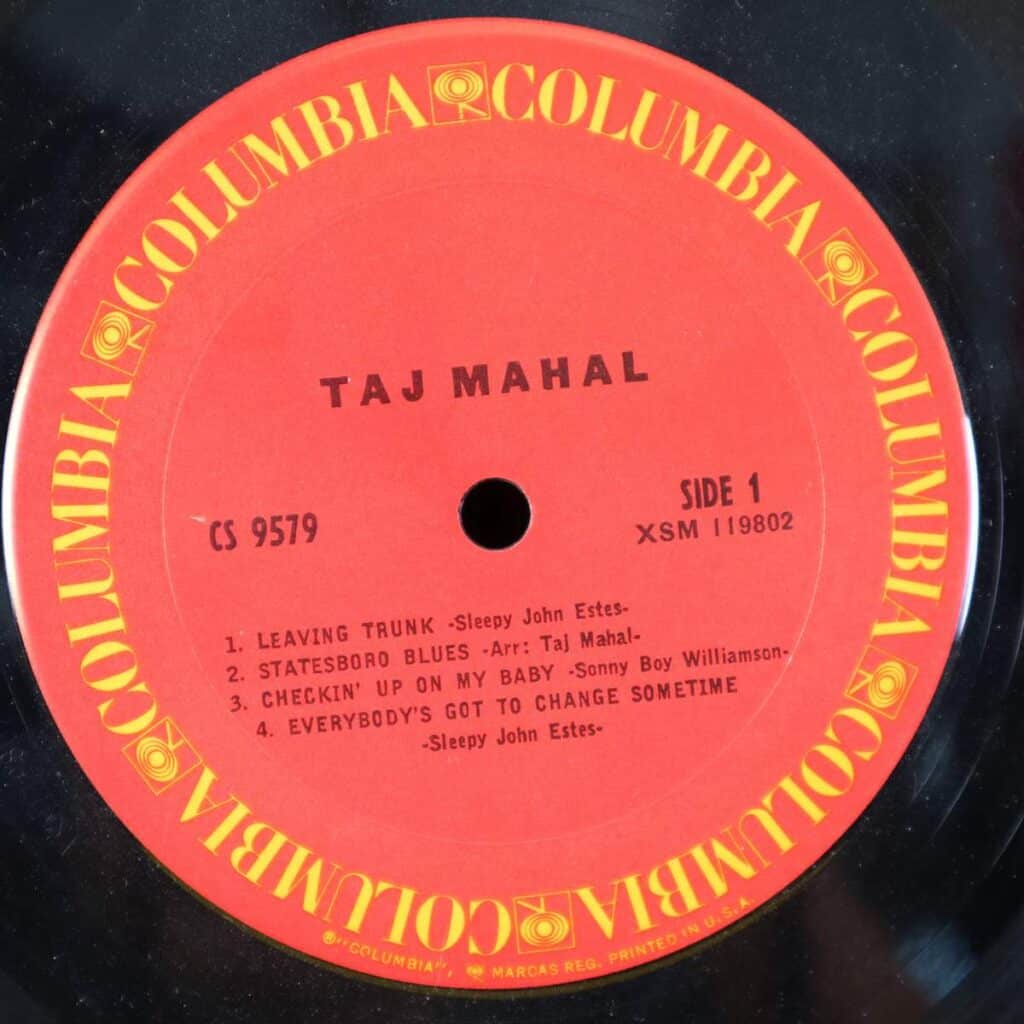 COLUMBIA COLUMBIA COLUMBIA COLUMBIA COLUMBIA COLUMBIA
TAJ MAHAL
CS 9579
SIDE 1
XSM 119802
1. LEAVING TRUNK -Sleepy John Estes-
2. STATESBORO BLUES -Arr: Taj Mahal-
3. CHECKIN' UP ON MY BABY -Sonny Boy Williamson-
4. EVERYBODY'S GOT TO CHANGE SOMETIME
-Sleepy John Estes-
®"COLUMBIA", MARCAS REG. PRINTED IN U.S.A.